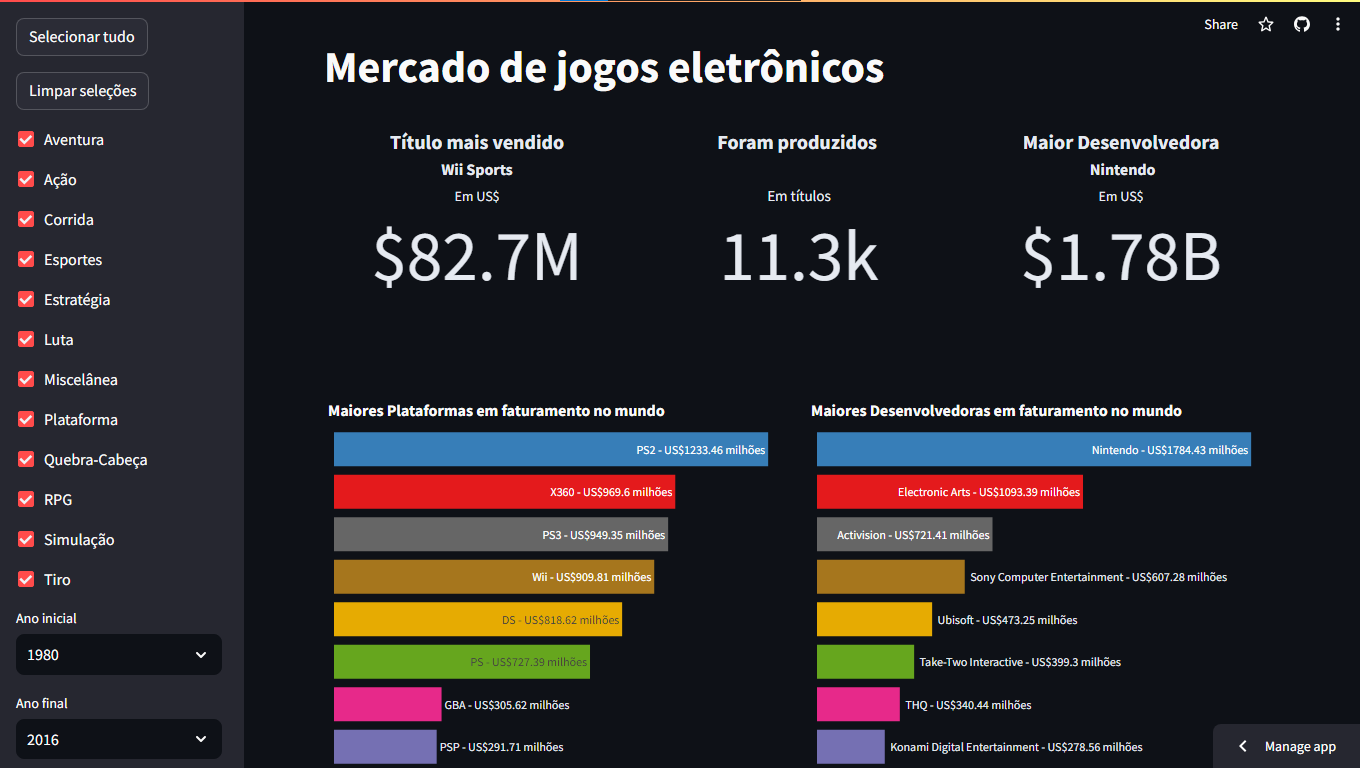 Selecionar tudo
Limpar seleções
Aventura
Ação
Corrida
Esportes
Estratégia
Luta
Miscelânea
Plataforma
Quebra-Cabeça
RPG
Simulação
Tiro
Ano inicial
1980
Ano final
2016
Share
Mercado de jogos eletrônicos
Título mais vendido
Wii Sports
Em US$
$82.7M
Foram produzidos
Em títulos
11.3k
Maior Desenvolvedora
Nintendo
Em US$
$1.78B
Maiores Plataformas em faturamento no mundo
PS2 - US$1233.46 milhões
X360 - US$969.6 milhões
PS3 - US$949.35 milhões
Wii - US$909.81 milhões
DS - US$818.62 milhões
PS - US$727.39 milhões
GBA - US$305.62 milhões
PSP - US$291.71 milhões
Maiores Desenvolvedoras em faturamento no mundo
Nintendo - US$1784.43 milhões
Electronic Arts - US$1093.39 milhões
Activision - US$721.41 milhões
Sony Computer Entertainment - US$607.28 milhões
Ubisoft - US$473.25 milhões
Take-Two Interactive - US$399.3 milhões
THQ - US$340.44 milhões
Konami Digital Entertainment - US$278.56 milhões
Manage app